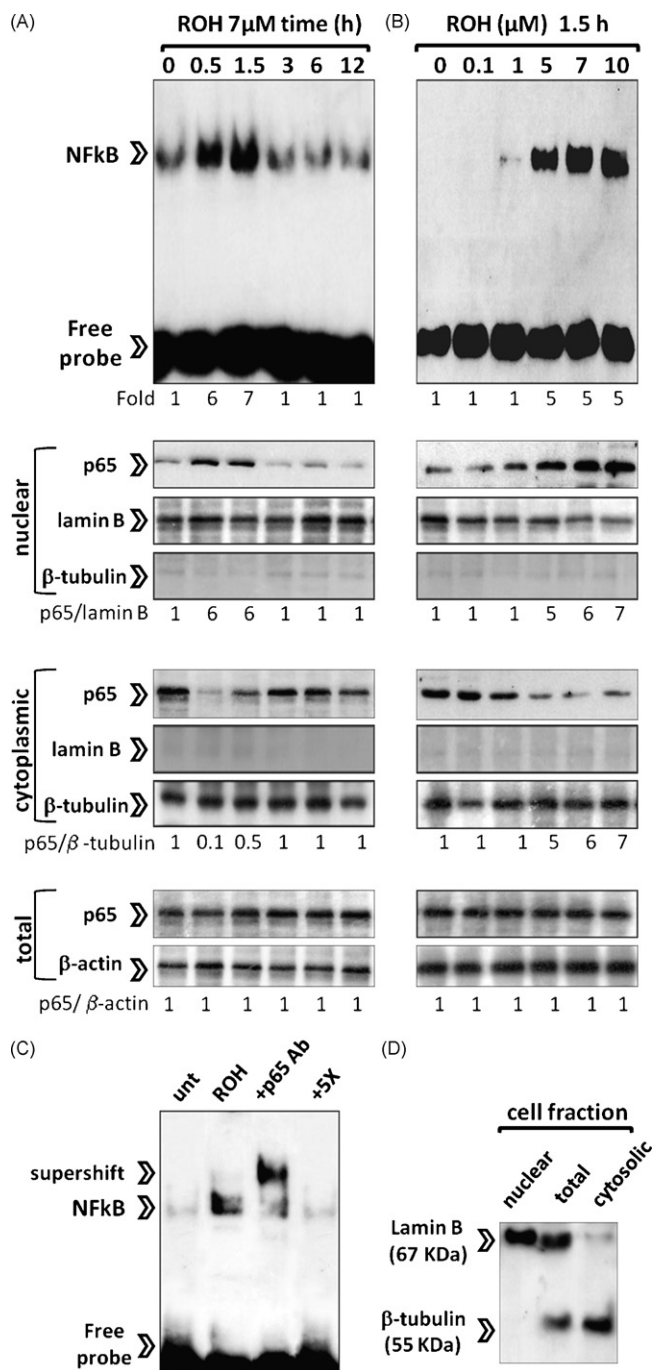 (A) ROH 7μM time (h)
0 0.5 1.5 3 6 12
NFkB
Free
probe
Fold 1 6 7 1 1 1
(B) ROH (μM) 1.5 h
0 0.1 1 5 7 10
1 1 1 5 5 5
nuclear
p65
lamin B
β-tubulin
p65/lamin B 1 6 6 1 1 1
1 1 1 5 6 7
cytoplasmic
p65
lamin B
β-tubulin
p65/β-tubulin 1 0.1 0.5 1 1 1
1 1 1 5 6 7
total
p65
β-actin
p65/β-actin 1 1 1 1 1 1
1 1 1 1 1 1
(C)
unt ROH +p65 Ab +5X
supershift
NFkB
Free
probe
(D)
cell fraction
nuclear total cytosolic
Lamin B
(67 KDa)
β-tubulin
(55 KDa)